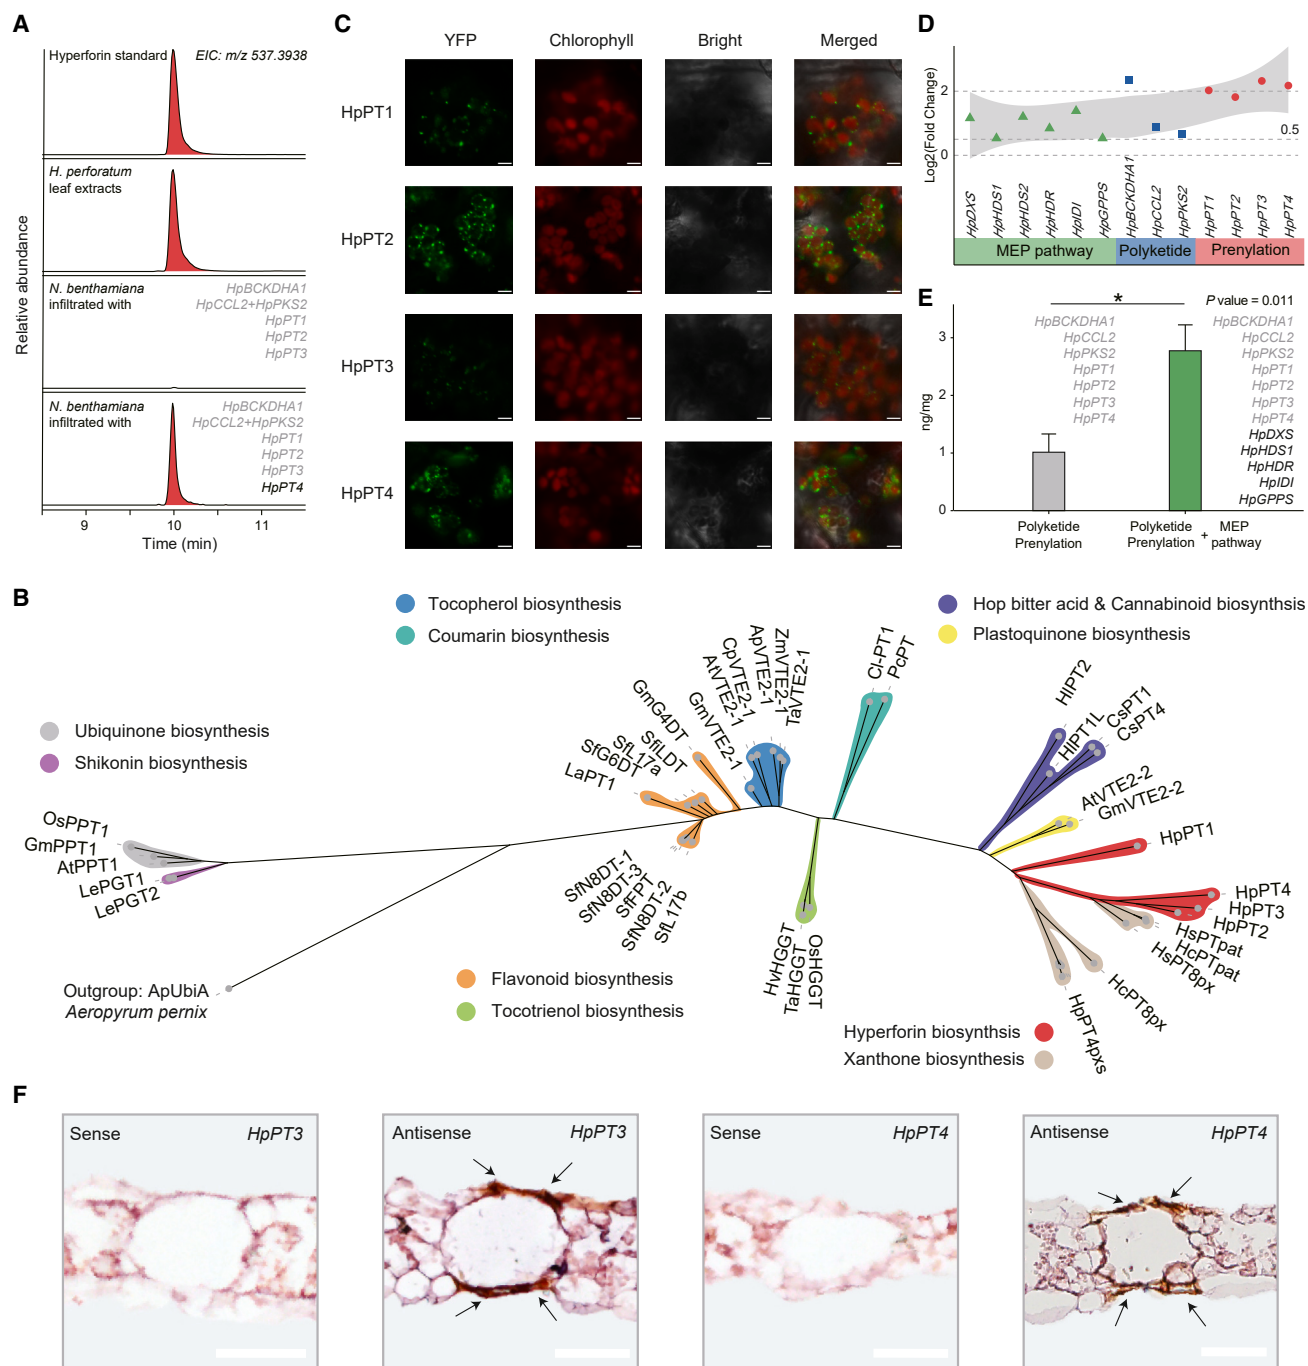 A
Hyperforin standard
EIC: m/z 537.3938
H. perforatum
leaf extracts
N. benthamiana
infiltrated with
HpBCKDHA1
HpCCL2+HpPKS2
HpPT1
HpPT2
HpPT3
N. benthamiana
infiltrated with
HpBCKDHA1
HpCCL2+HpPKS2
HpPT1
HpPT2
HpPT3
HpPT4
Relative abundance
9
10
11
Time (min)
C
YFP
Chlorophyll
Bright
Merged
HpPT1
HpPT2
HpPT3
HpPT4
D
Log2(Fold Change)
2
0
0.5
HpDXS
HpHDS1
HpHDS2
HpHDR
HpIDI
HpGPPS
HpBCKDHA1
HpCCL2
HpPKS2
HpPT1
HpPT2
HpPT3
HpPT4
MEP pathway
Polyketide
Prenylation
E
*
P value = 0.011
HpBCKDHA1
HpCCL2
HpPKS2
HpPT1
HpPT2
HpPT3
HpPT4
HpBCKDHA1
HpCCL2
HpPKS2
HpPT1
HpPT2
HpPT3
HpPT4
HpDXS
HpHDS1
HpHDR
HpIDI
HpGPPS
ng/mg
3
2
1
0
Polyketide
Prenylation
Polyketide
Prenylation
+
MEP
pathway
B
Tocopherol biosynthesis
Coumarin biosynthesis
Hop bitter acid & Cannabinoid biosynthsis
Plastoquinone biosynthesis
Ubiquinone biosynthesis
Shikonin biosynthesis
OsPPT1
GmPPT1
AtPPT1
LePGT1
LePGT2
Outgroup: ApUbiA
Aeropyrum pernix
LaPT1
SfG6DT
SfL17a
SfiLDT
GmG4DT
GmVTE2-1
AtVTE2-1
CpVTE2-1
ApVTE2-1
ZmVTE2-1
TaVTE2-1
Cl-PT1
PcPT
HlPT2
HlPT1L
CsPT1
CsPT4
AtVTE2-2
GmVTE2-2
HpPT1
HpPT4
HpPT3
HpPT2
HsPTpat
HcPTpat
HsPT8px
HcPT8px
HpPT4pxs
SfN8DT-1
SfN8DT-3
SfFPT
SfN8DT-2
SfL17b
HvHGGT
TaHGGT
OsHGGT
Flavonoid biosynthesis
Tocotrienol biosynthesis
Hyperforin biosynthsis
Xanthone biosynthesis
F
Sense
HpPT3
Antisense
HpPT3
Sense
HpPT4
Antisense
HpPT4